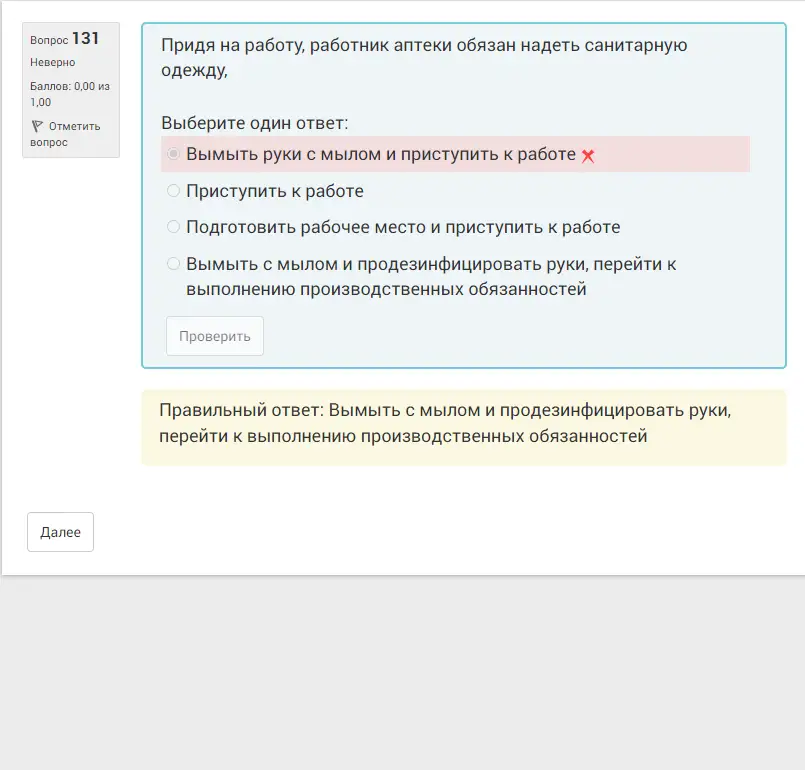 Вопрос 131
Неверно
Баллов: 0,00 из
1,00
Отметить
вопрос
Придя на работу, работник аптеки обязан надеть санитарную
одежду,
Выберите один ответ:
Вымыть руки с мылом и приступить к работе
Приступить к работе
Подготовить рабочее место и приступить к работе
Вымыть с мылом и продезинфицировать руки, перейти к
выполнению производственных обязанностей
Проверить
Правильный ответ: Вымыть с мылом и продезинфицировать руки,
перейти к выполнению производственных обязанностей
Далее